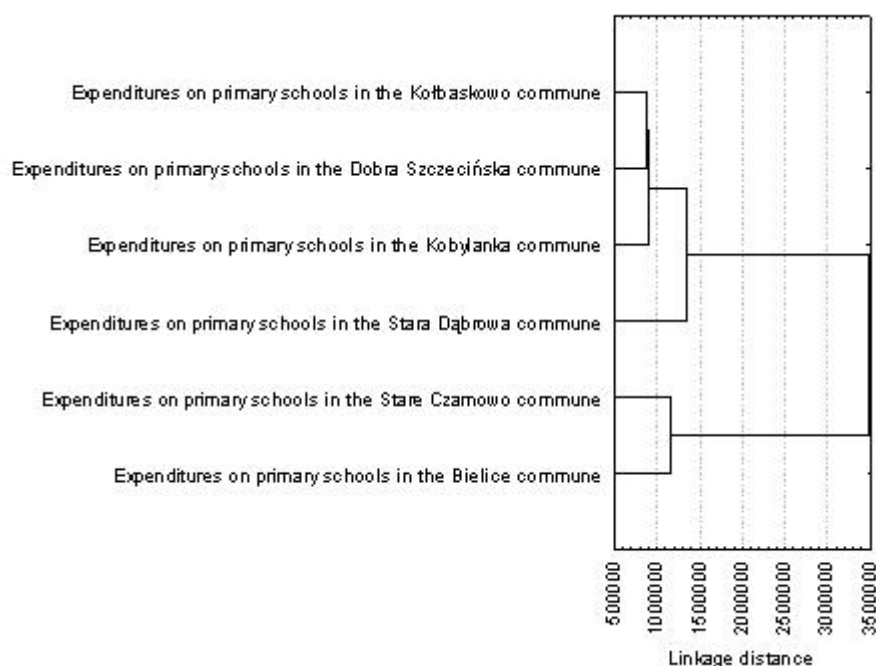 Expenditures on primary schools in the Kołbaskowo commune
Expenditures on primary schools in the Dobra Szczecińska commune
Expenditures on primary schools in the Kobylanka commune
Expenditures on primary schools in the Stara Dąbrowa commune
Expenditures on primary schools in the Stare Czarnowo commune
Expenditures on primary schools in the Bielice commune
500000
1000000
1500000
2000000
2500000
3000000
3500000
Linkage distance